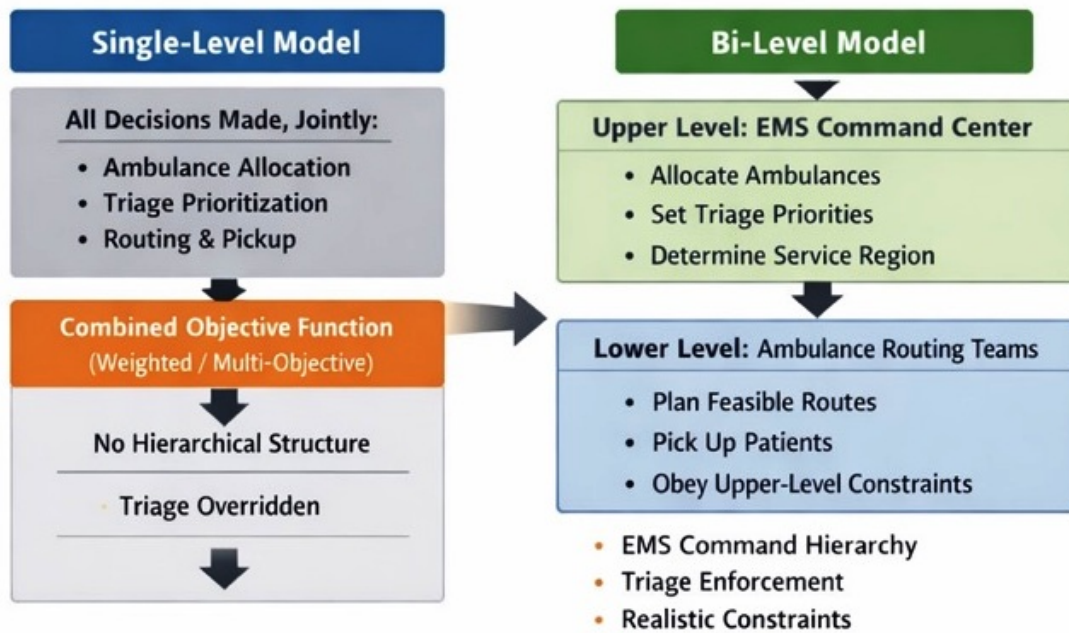 Single-Level Model
All Decisions Made, Jointly:
• Ambulance Allocation
• Triage Prioritization
• Routing & Pickup
Combined Objective Function
(Weighted / Multi-Objective)
No Hierarchical Structure
Triage Overridden
Bi-Level Model
Upper Level: EMS Command Center
• Allocate Ambulances
• Set Triage Priorities
• Determine Service Region
Lower Level: Ambulance Routing Teams
• Plan Feasible Routes
• Pick Up Patients
• Obey Upper-Level Constraints
• EMS Command Hierarchy
• Triage Enforcement
• Realistic Constraints